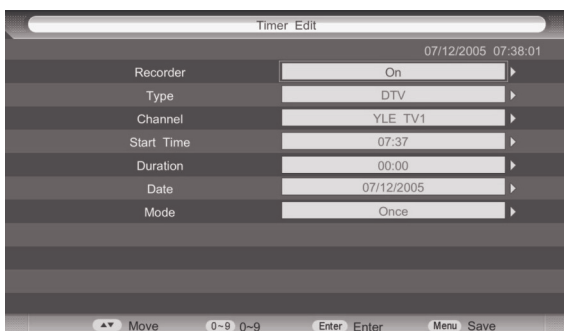 Timer Edit
07/12/2005 07:38:01
Recorder On
Type DTV
Channel YLE TV1
Start Time 07:37
Duration 00:00
Date 07/12/2005
Mode Once
Move 0~9 0~9 Enter Enter Menu Save